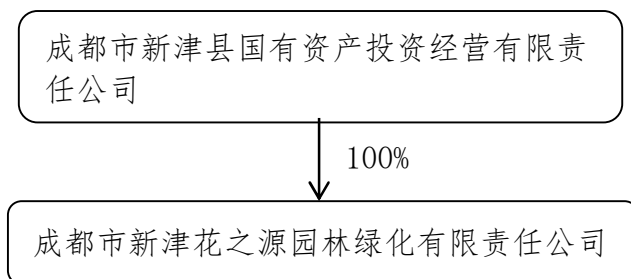 成都市新津县国有资产投资经营有限责
任公司
100%
成都市新津花之源园林绿化有限责任公司